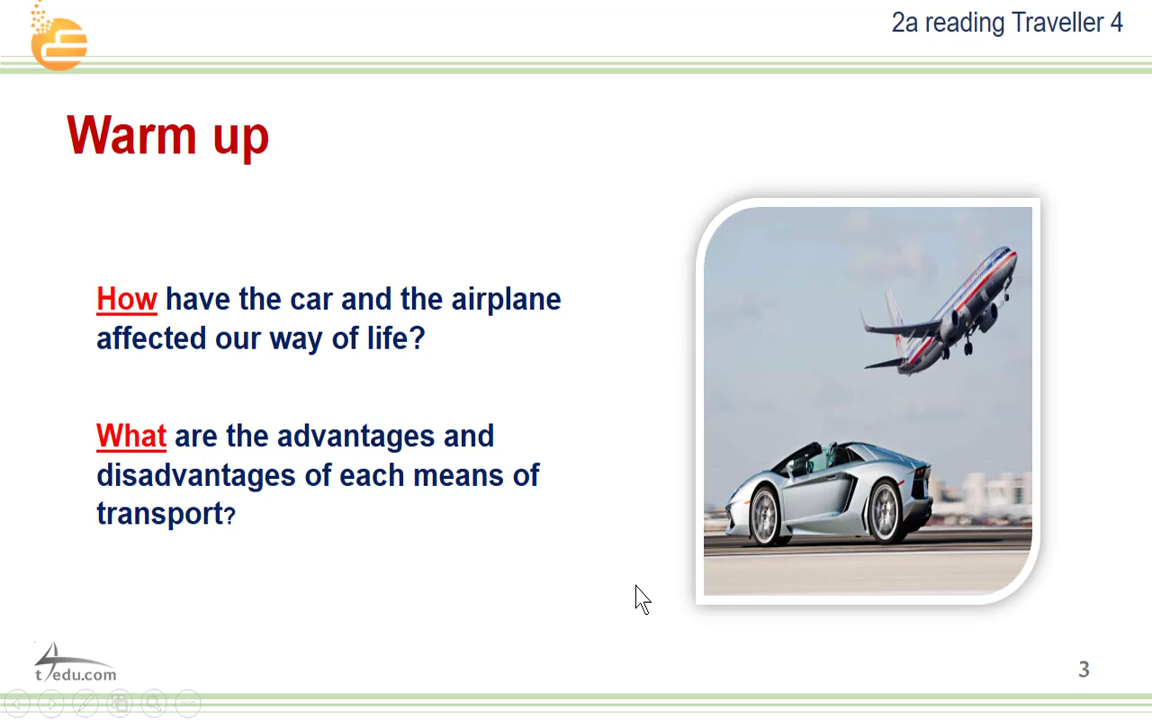 2a reading Traveller 4
Warm up
How have the car and the airplane
affected our way of life?
What are the advantages and
disadvantages of each means of
transport?
t4edu.com
3